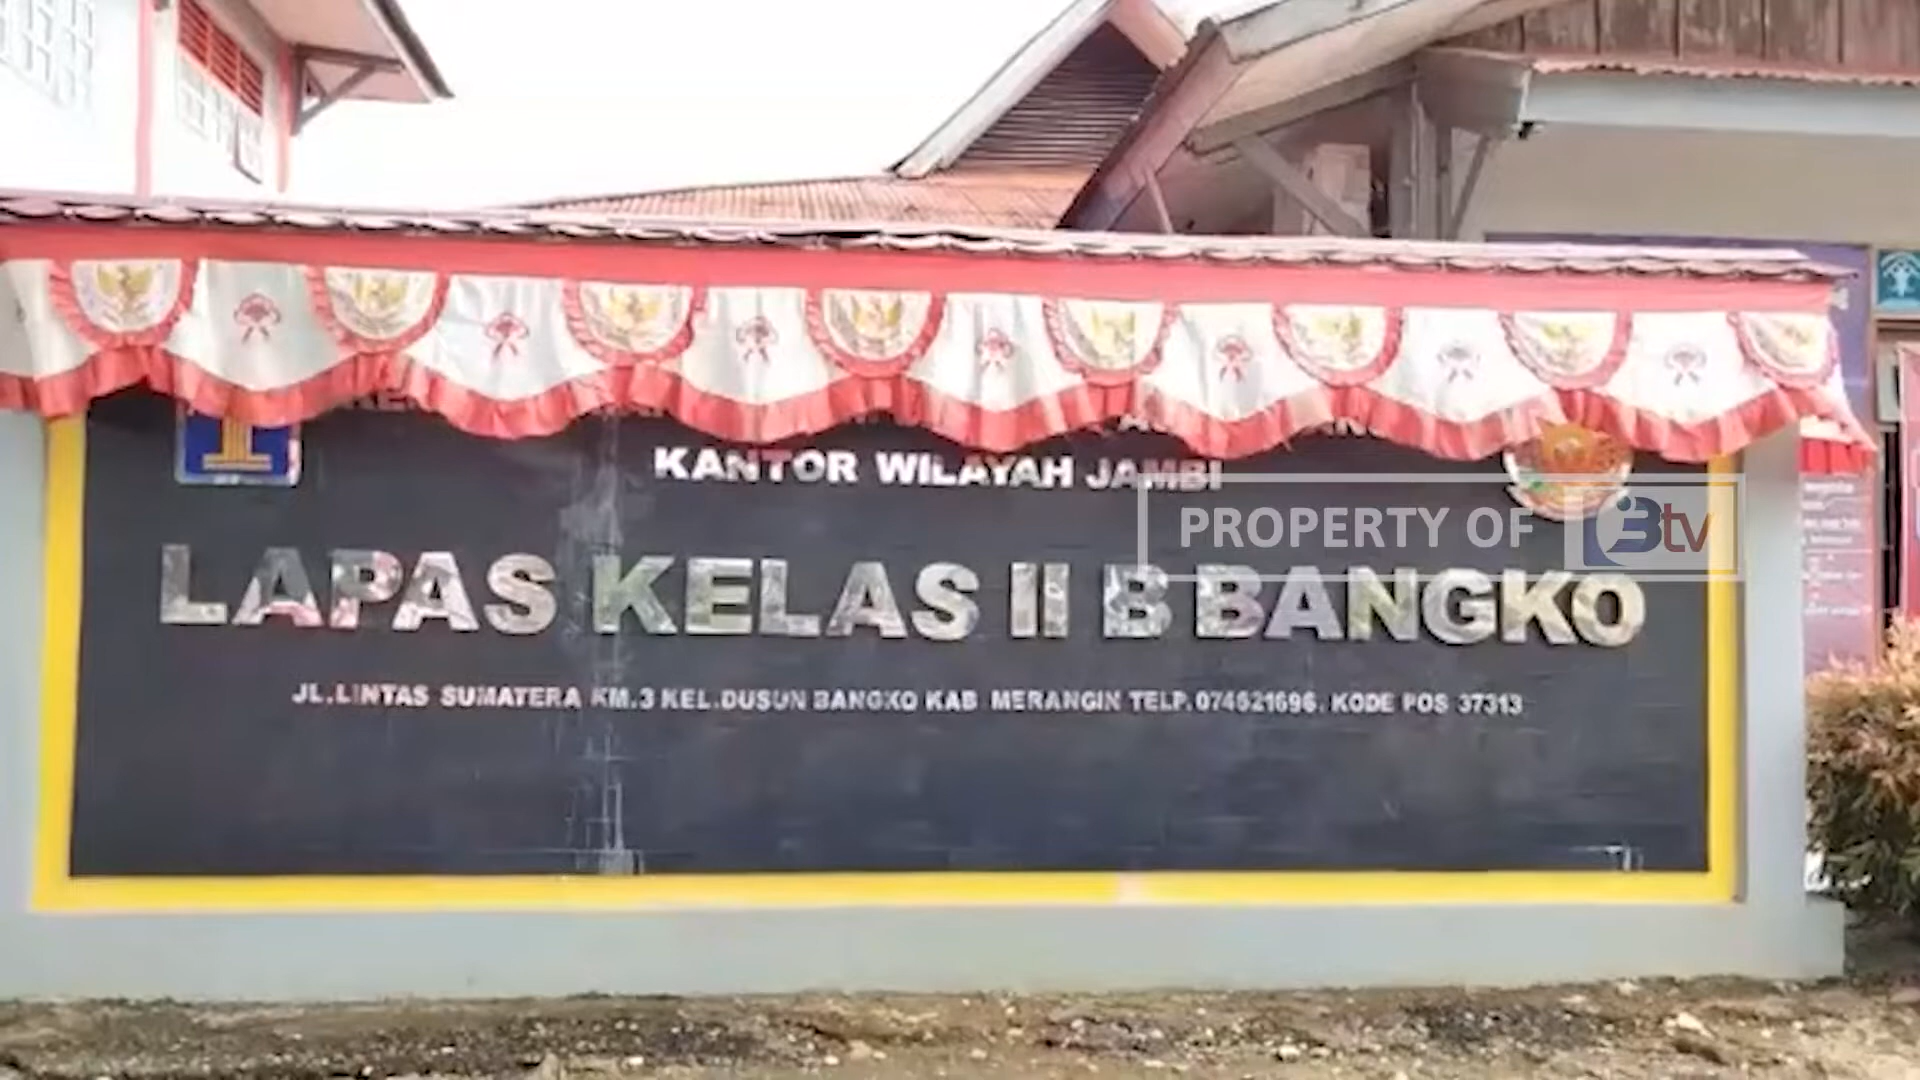 KANTOR WILAYAH JAMBI
PROPERTY OF 3tv
LAPAS KELAS II B BANGKO
JL.LINTAS SUMATERA KM.3 KEL.DUSUN BANGKO KAB MERANGIN TELP.074621696. KODE POS 37313